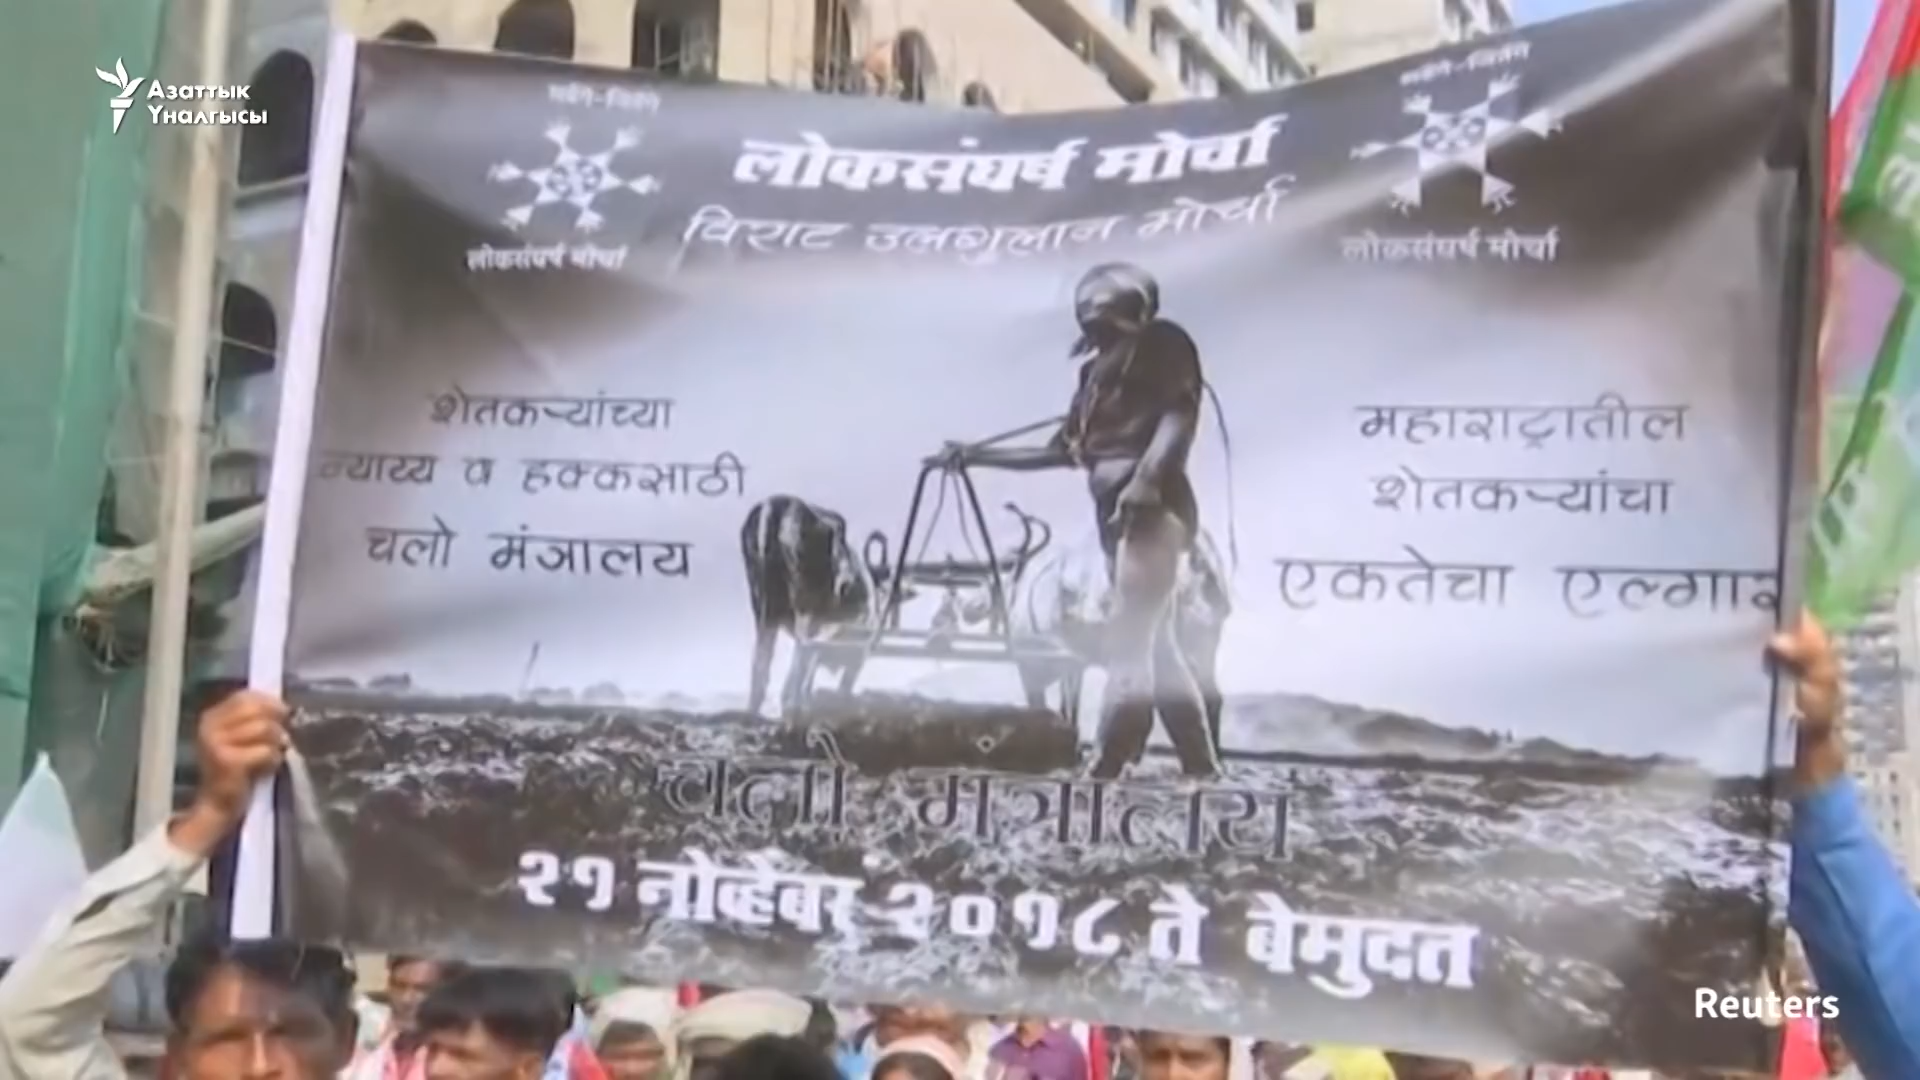 Азаттык
Үналгысы
लोकसंघर्ष मोर्चा
विराट उलगुलान मोर्चा
लोकसंघर्ष मोर्चा
लोकसंघर्ष मोर्चा
शेतकऱ्यांच्या
न्याय्य व हक्कसाठी
चलो मंत्रालय
महाराष्ट्रातील
शेतकऱ्यांचा
एकतेचा एल्गार
चलो मंत्रालय
२१ नोव्हेंबर २०१८ ते बेमुदत
Reuters